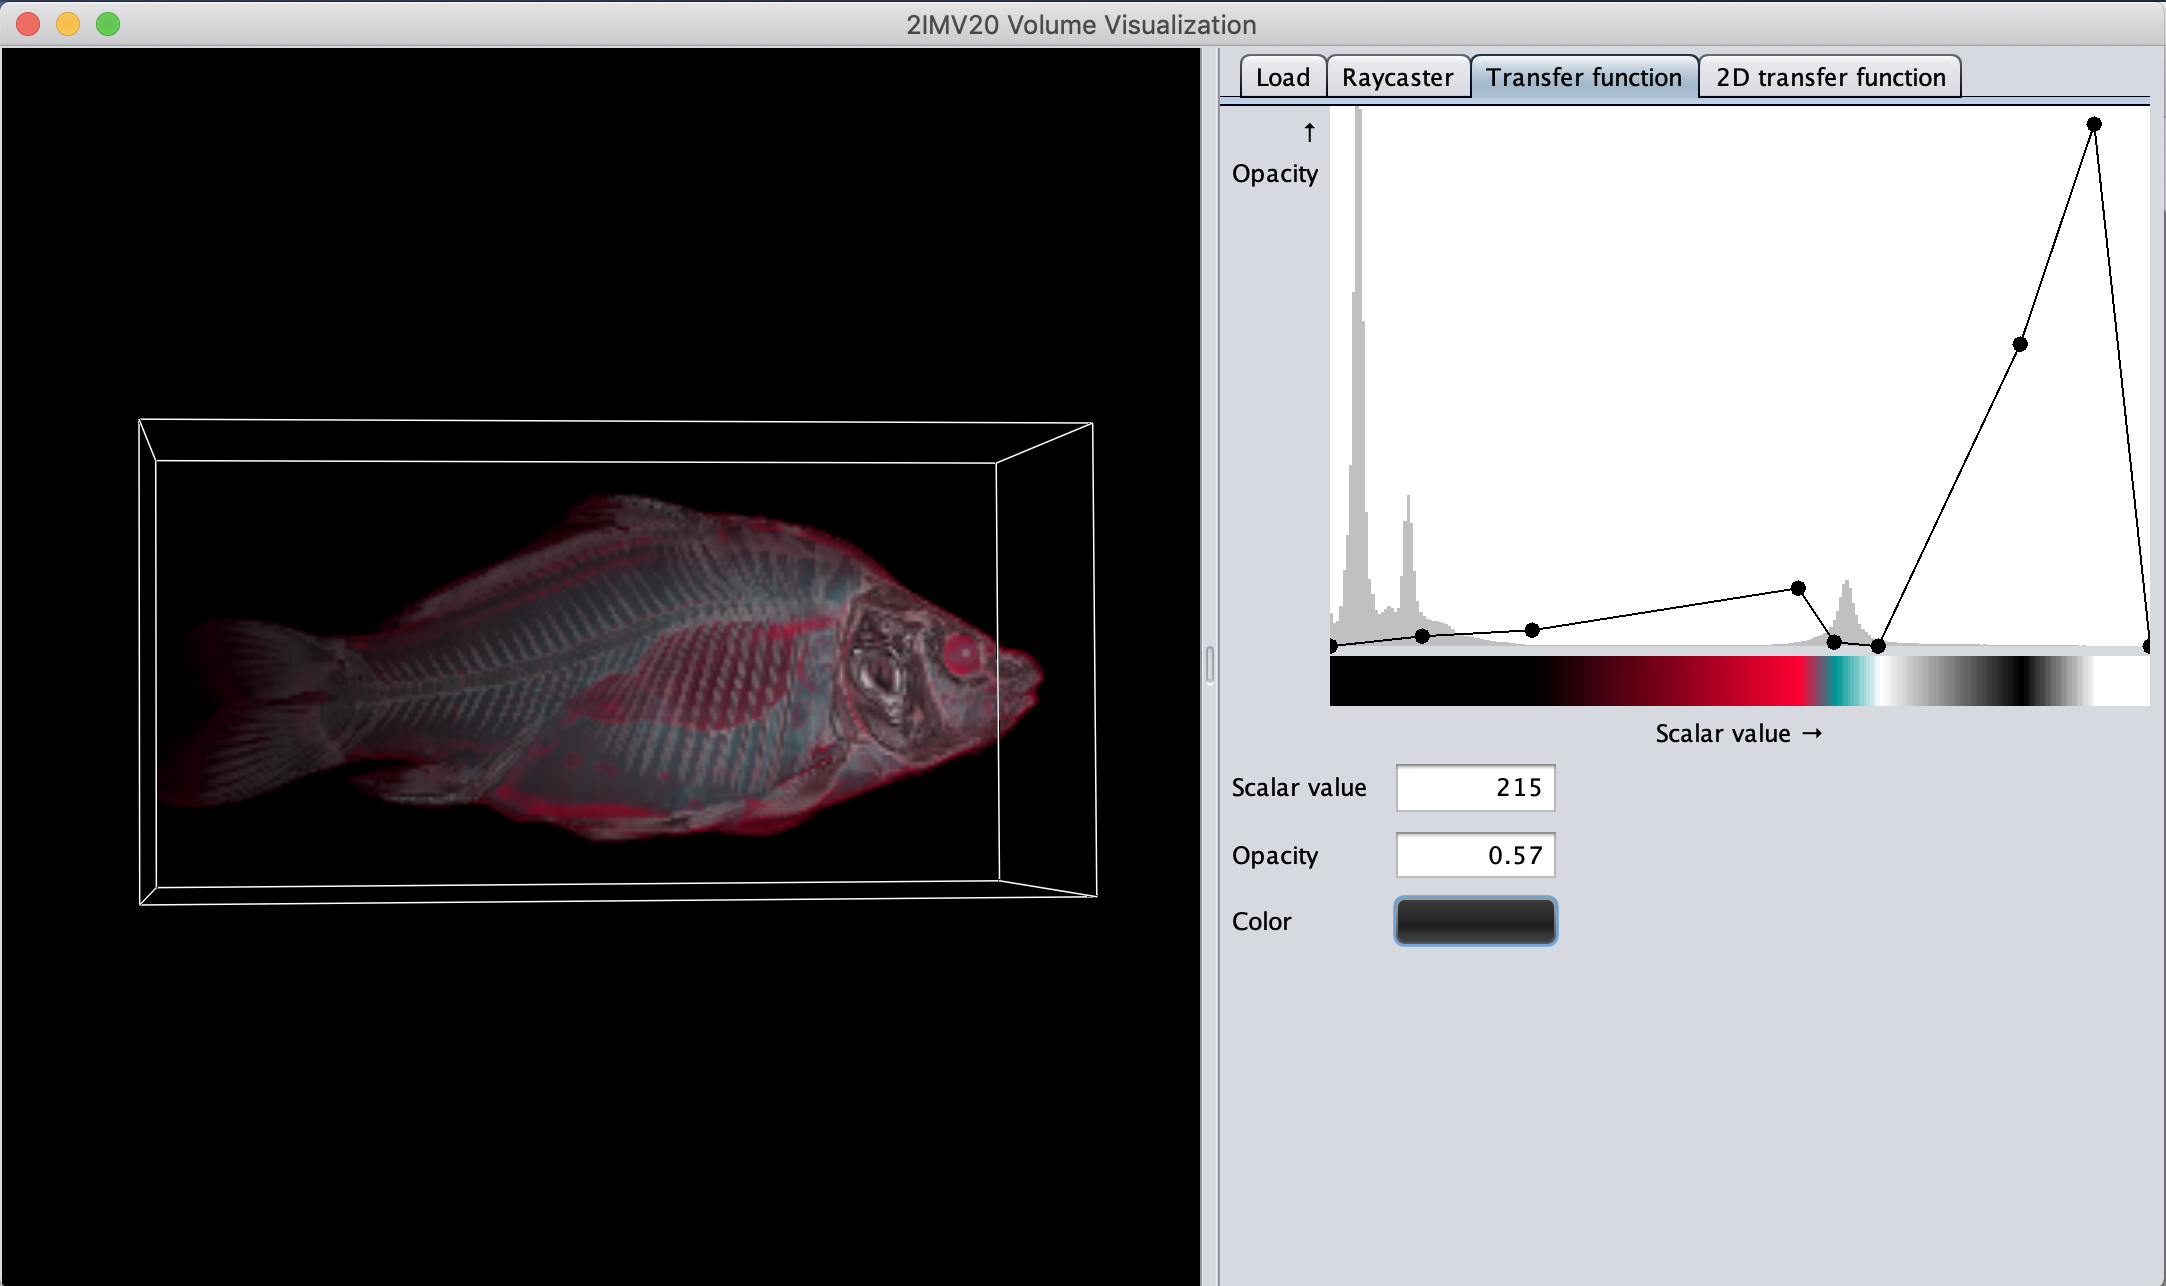 2IMV20 Volume Visualization
Load Raycaster Transfer function 2D transfer function
↑
Opacity
Scalar value →
Scalar value 215
Opacity 0.57
Color